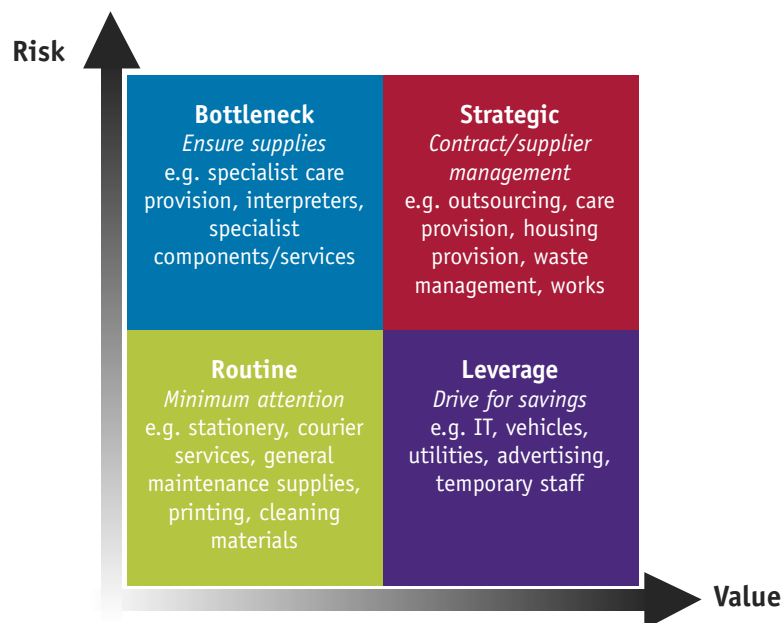 Risk
Bottleneck
Ensure supplies
e.g. specialist care
provision, interpreters,
specialist
components/services
Strategic
Contract/supplier
management
e.g. outsourcing, care
provision, housing
provision, waste
management, works
Routine
Minimum attention
e.g. stationery, courier
services, general
maintenance supplies,
printing, cleaning
materials
Leverage
Drive for savings
e.g. IT, vehicles,
utilities, advertising,
temporary staff
Value